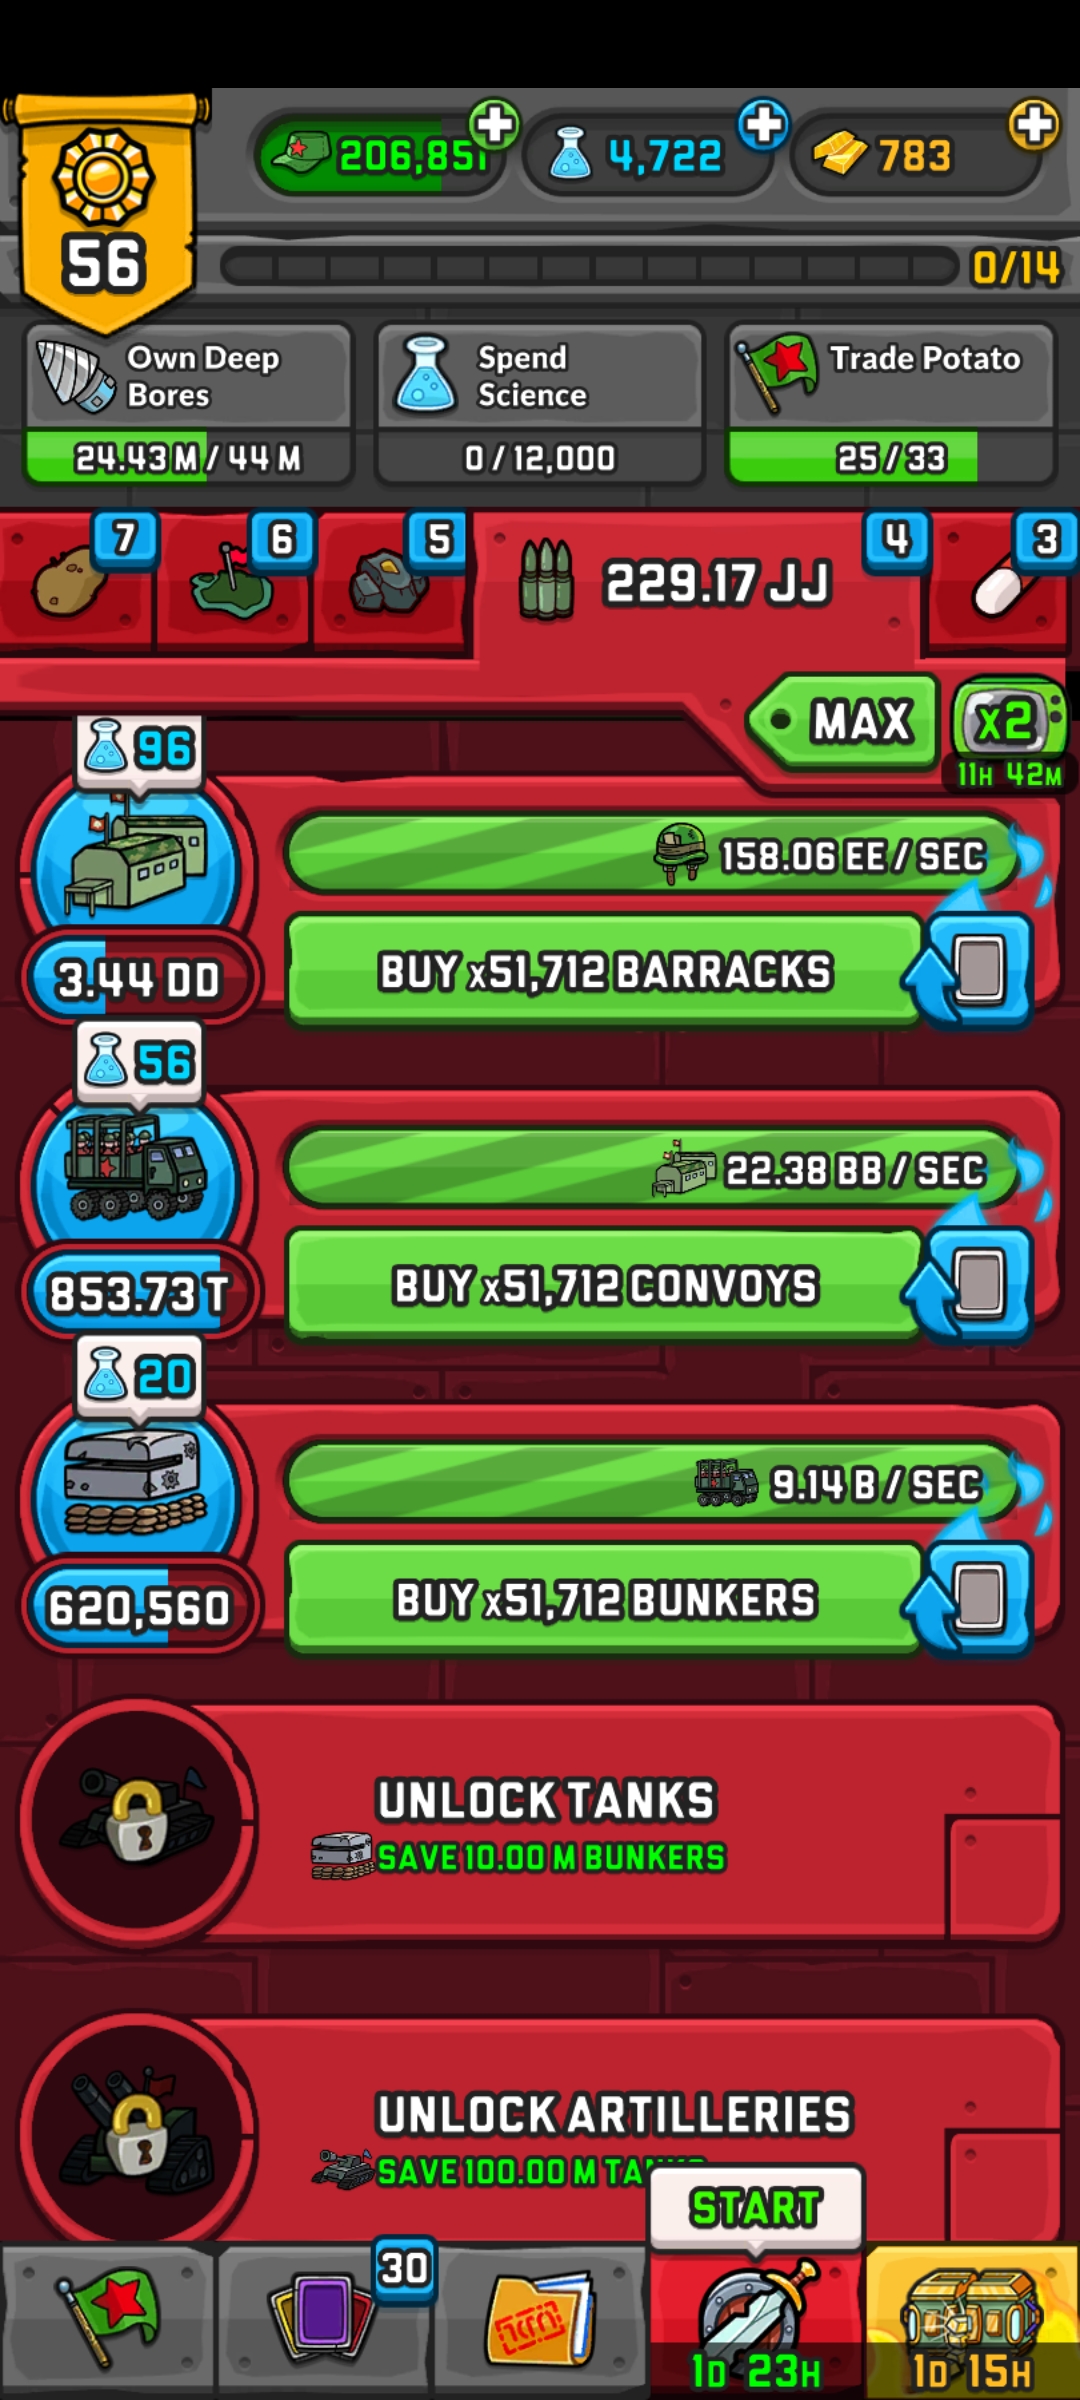 206,851
4,722
783
56
0/14
Own Deep
Bores
24.43 M / 44 M
Spend
Science
0 / 12,000
Trade Potato
25 / 33
7
6
5
229.17 JJ
4
3
MAX
x2
11H 42M
96
158.06 EE / SEC
3.44 DD
BUY x51,712 BARRACKS
56
22.38 BB / SEC
853.73 T
BUY x51,712 CONVOYS
20
9.14 B / SEC
620,560
BUY x51,712 BUNKERS
UNLOCK TANKS
SAVE 10.00 M BUNKERS
UNLOCK ARTILLERIES
SAVE 100.00 M
START
30
1D 23H
1D 15H